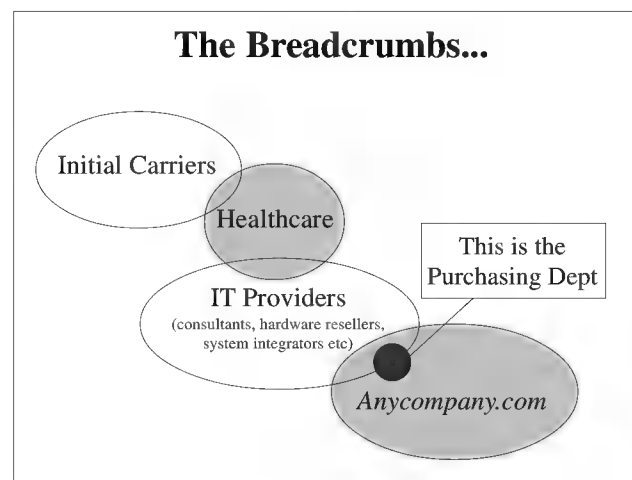 The Breadcrumbs...
Initial Carriers
Healthcare
This is the
Purchasing Dept
IT Providers
(consultants, hardware resellers,
system integrators etc)
Anycompany.com